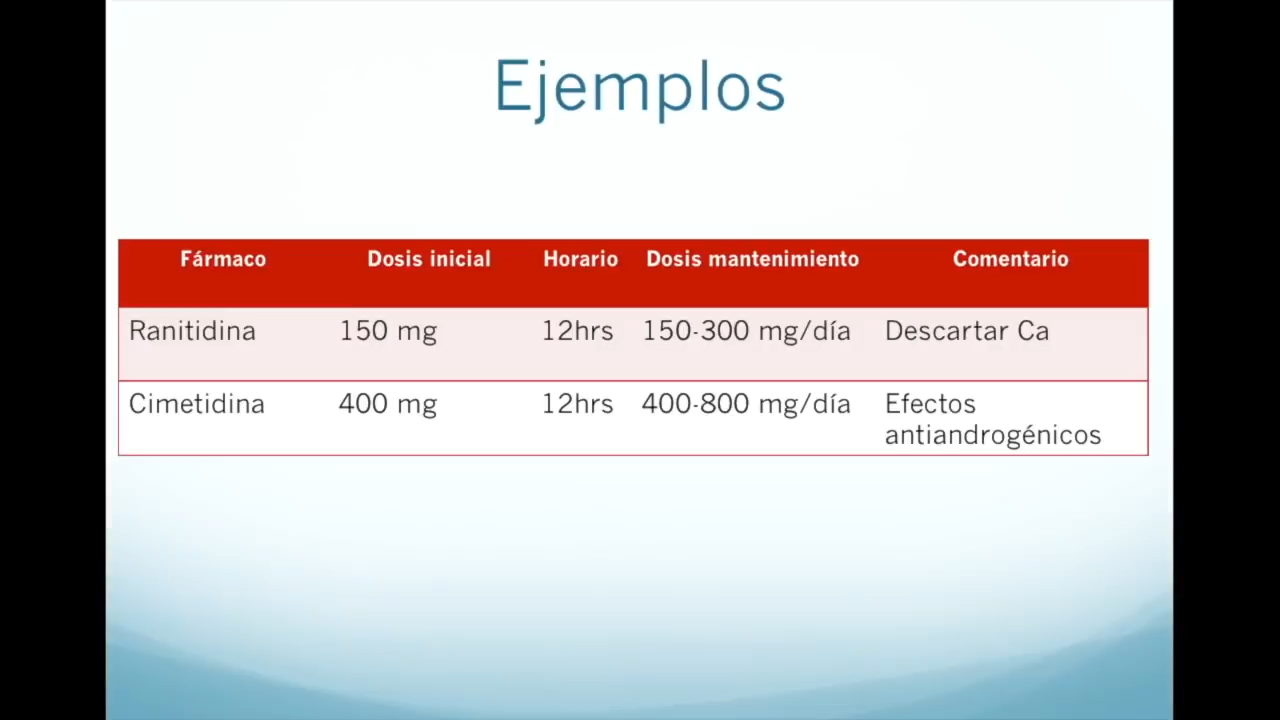 Ejemplos
Fármaco Dosis inicial Horario Dosis mantenimiento Comentario
Ranitidina 150 mg 12hrs 150-300 mg/día Descartar Ca
Cimetidina 400 mg 12hrs 400-800 mg/día Efectos
antiandrogénicos